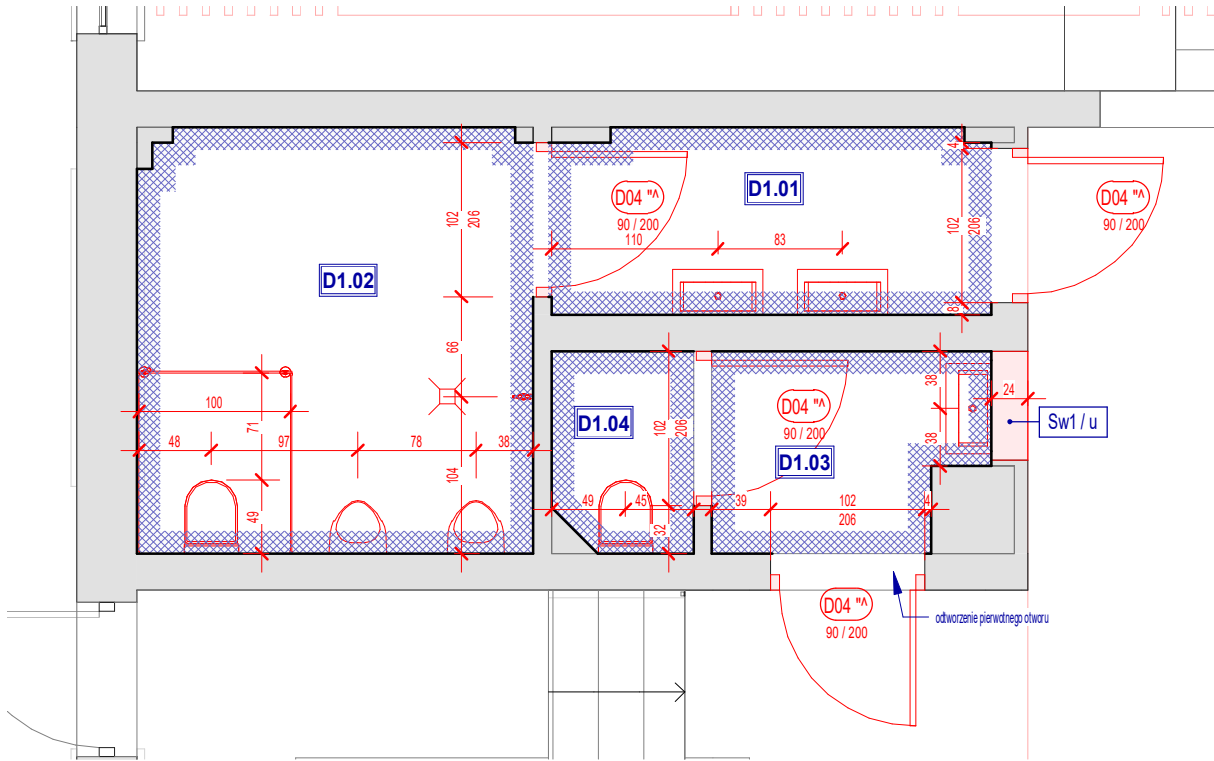 D1.01
D04 "^
90 / 200
D04 "^
90 / 200
4
102
206
102
206
110
83
8
D1.02
66
100
71
48
97
78
38
104
49
D1.04
102
206
49
45
32
D04 "^
90 / 200
D1.03
38
38
24
Sw1 / u
39
102
206
4
D04 "^
90 / 200
odtworzenie pierwotnego otworu